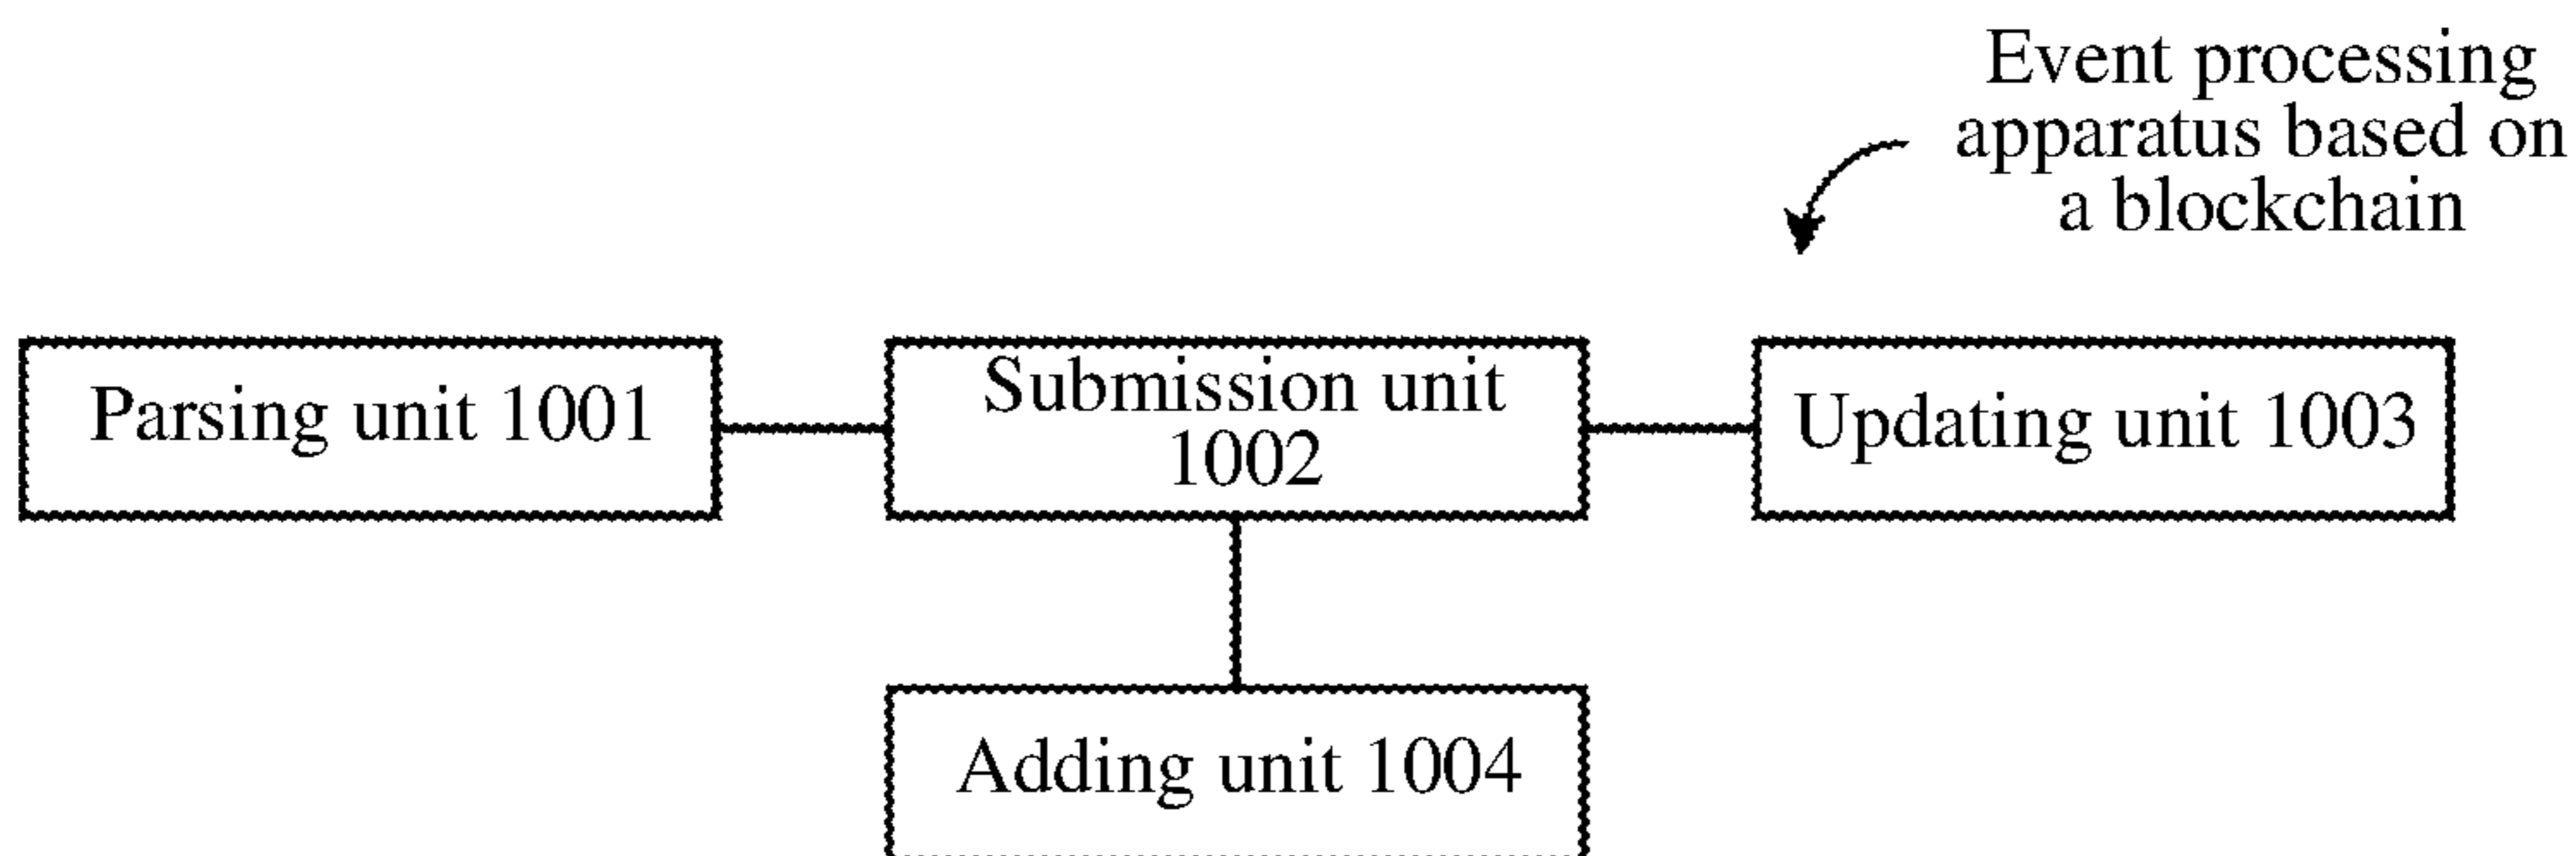 Event processing
apparatus based on
a blockchain
Parsing unit 1001
Submission unit
1002
Updating unit 1003
Adding unit 1004